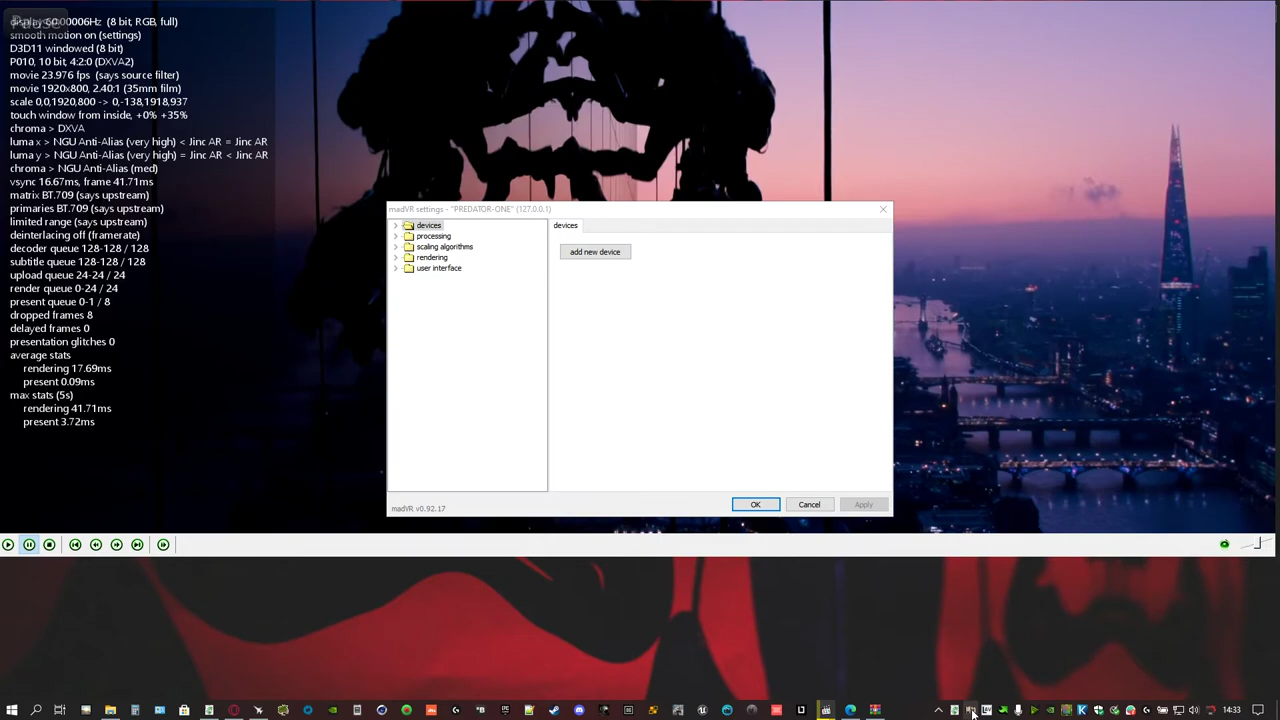 Pause
display 60.00006Hz (8 bit, RGB, full)
smooth motion on (settings)
D3D11 windowed (8 bit)
P010, 10 bit, 4:2:0 (DXVA2)
movie 23.976 fps (says source filter)
movie 1920x800, 2.40:1 (35mm film)
scale 0,0,1920,800 -> 0,-138,1918,937
touch window from inside, +0% +35%
chroma > DXVA
luma x > NGU Anti-Alias (very high) < Jinc AR = Jinc AR
luma y > NGU Anti-Alias (very high) = Jinc AR < Jinc AR
chroma > NGU Anti-Alias (med)
vsync 16.67ms, frame 41.71ms
matrix BT.709 (says upstream)
primaries BT.709 (says upstream)
limited range (says upstream)
deinterlacing off (framerate)
decoder queue 128-128 / 128
subtitle queue 128-128 / 128
upload queue 24-24 / 24
render queue 0-24 / 24
present queue 0-1 / 8
dropped frames 8
delayed frames 0
presentation glitches 0
average stats
rendering 17.69ms
present 0.09ms
max stats (5s)
rendering 41.71ms
present 3.72ms
madVR settings - "PREDATOR-ONE" (127.0.0.1)
devices
processing
scaling algorithms
rendering
user interface
devices
add new device
madVR v0.92.17
OK
Cancel
Apply
14:33